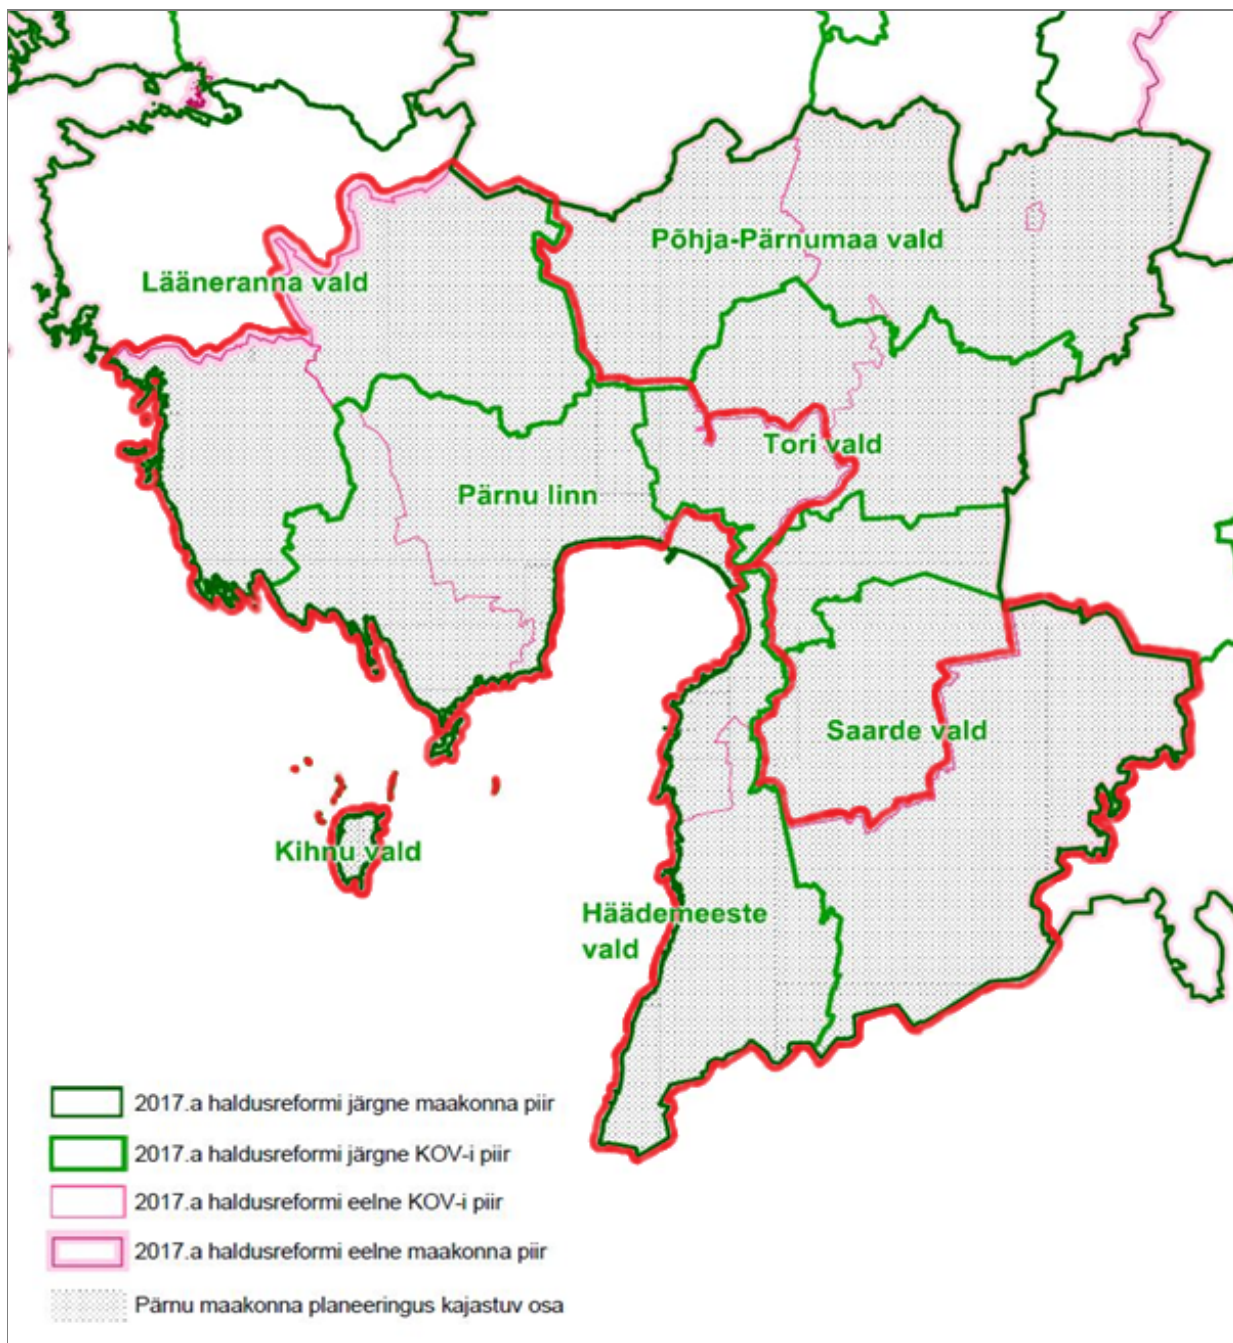 Põhja-Pärnumaa vald
Lääneranna vald
Tori vald
Pärnu linn
Saarde vald
Kihnu vald
Häädemeeste
vald
2017.a haldusreformi järgne maakonna piir
2017.a haldusreformi järgne KOV-i piir
2017.a haldusreformi eelne KOV-i piir
2017.a haldusreformi eelne maakonna piir
Pärnu maakonna planeeringus kajastuv osa